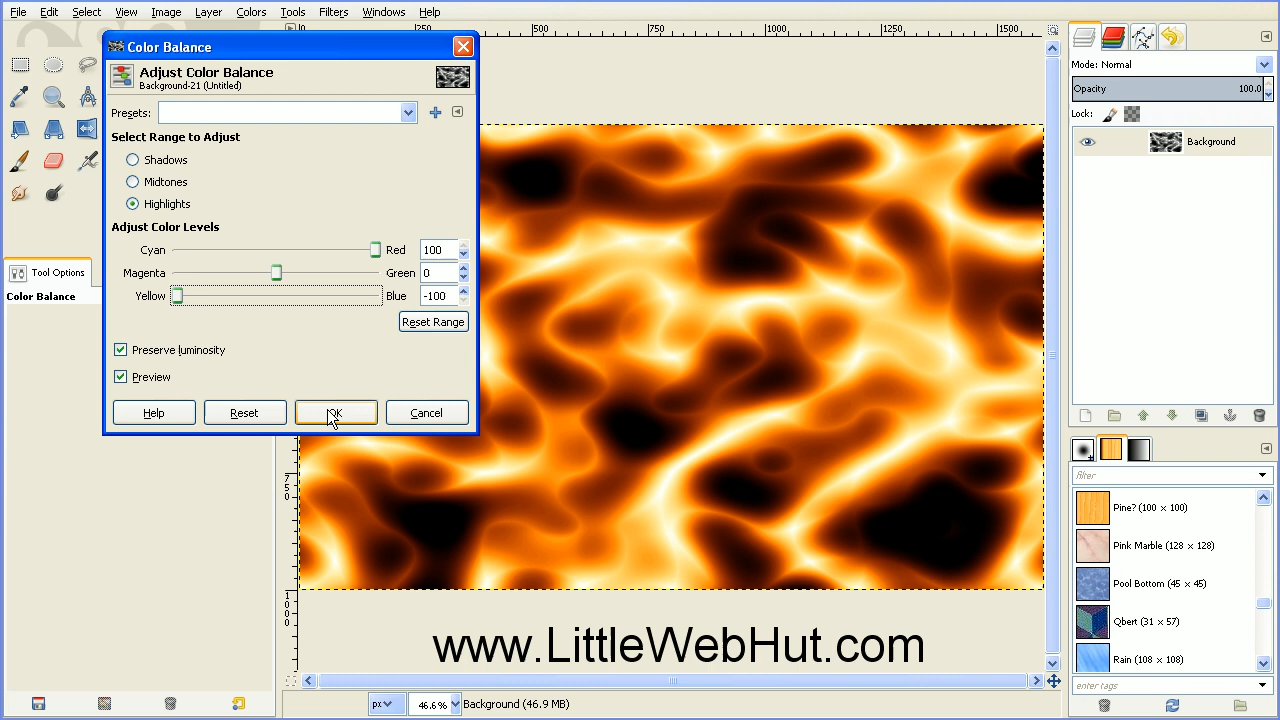 File Edit Select View Image Layer Colors Tools Filters Windows Help
Color Balance
Adjust Color Balance
Background-21 (Untitled)
Presets:
Select Range to Adjust
Shadows
Midtones
Highlights
Adjust Color Levels
Cyan Red 100
Magenta Green 0
Yellow Blue -100
Reset Range
Preserve luminosity
Preview
Help Reset OK Cancel
Tool Options
Color Balance
500 750 1000 1250 1500
750
1000
www.LittleWebHut.com
px 46.6% Background (46.9 MB)
Mode: Normal
Opacity 100.0
Lock:
Background
filter
Pine? (100 × 100)
Pink Marble (128 × 128)
Pool Bottom (45 × 45)
Qbert (31 × 57)
Rain (108 × 108)
enter tags